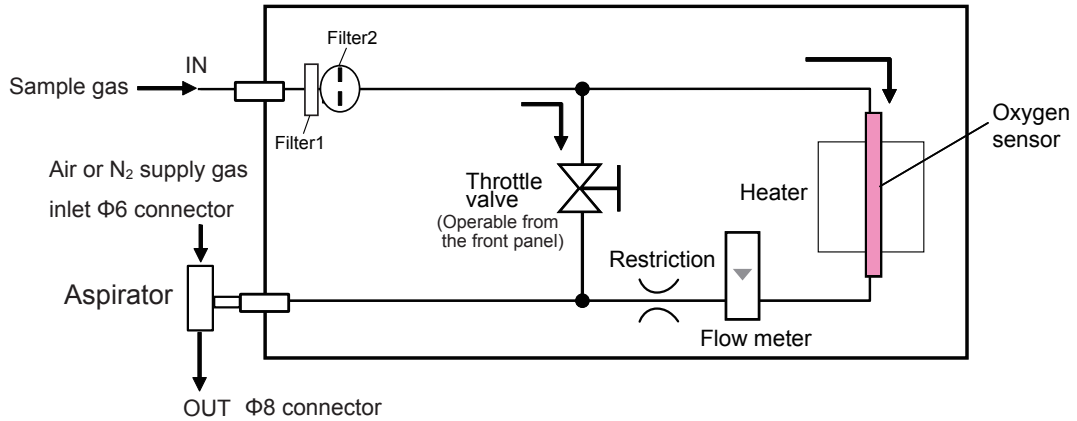 Filter2
IN
Sample gas
Filter1
Oxygen
sensor
Air or N₂ supply gas
inlet Φ6 connector
Throttle
valve
(Operable from
the front panel)
Heater
Restriction
Aspirator
Flow meter
OUT Φ8 connector